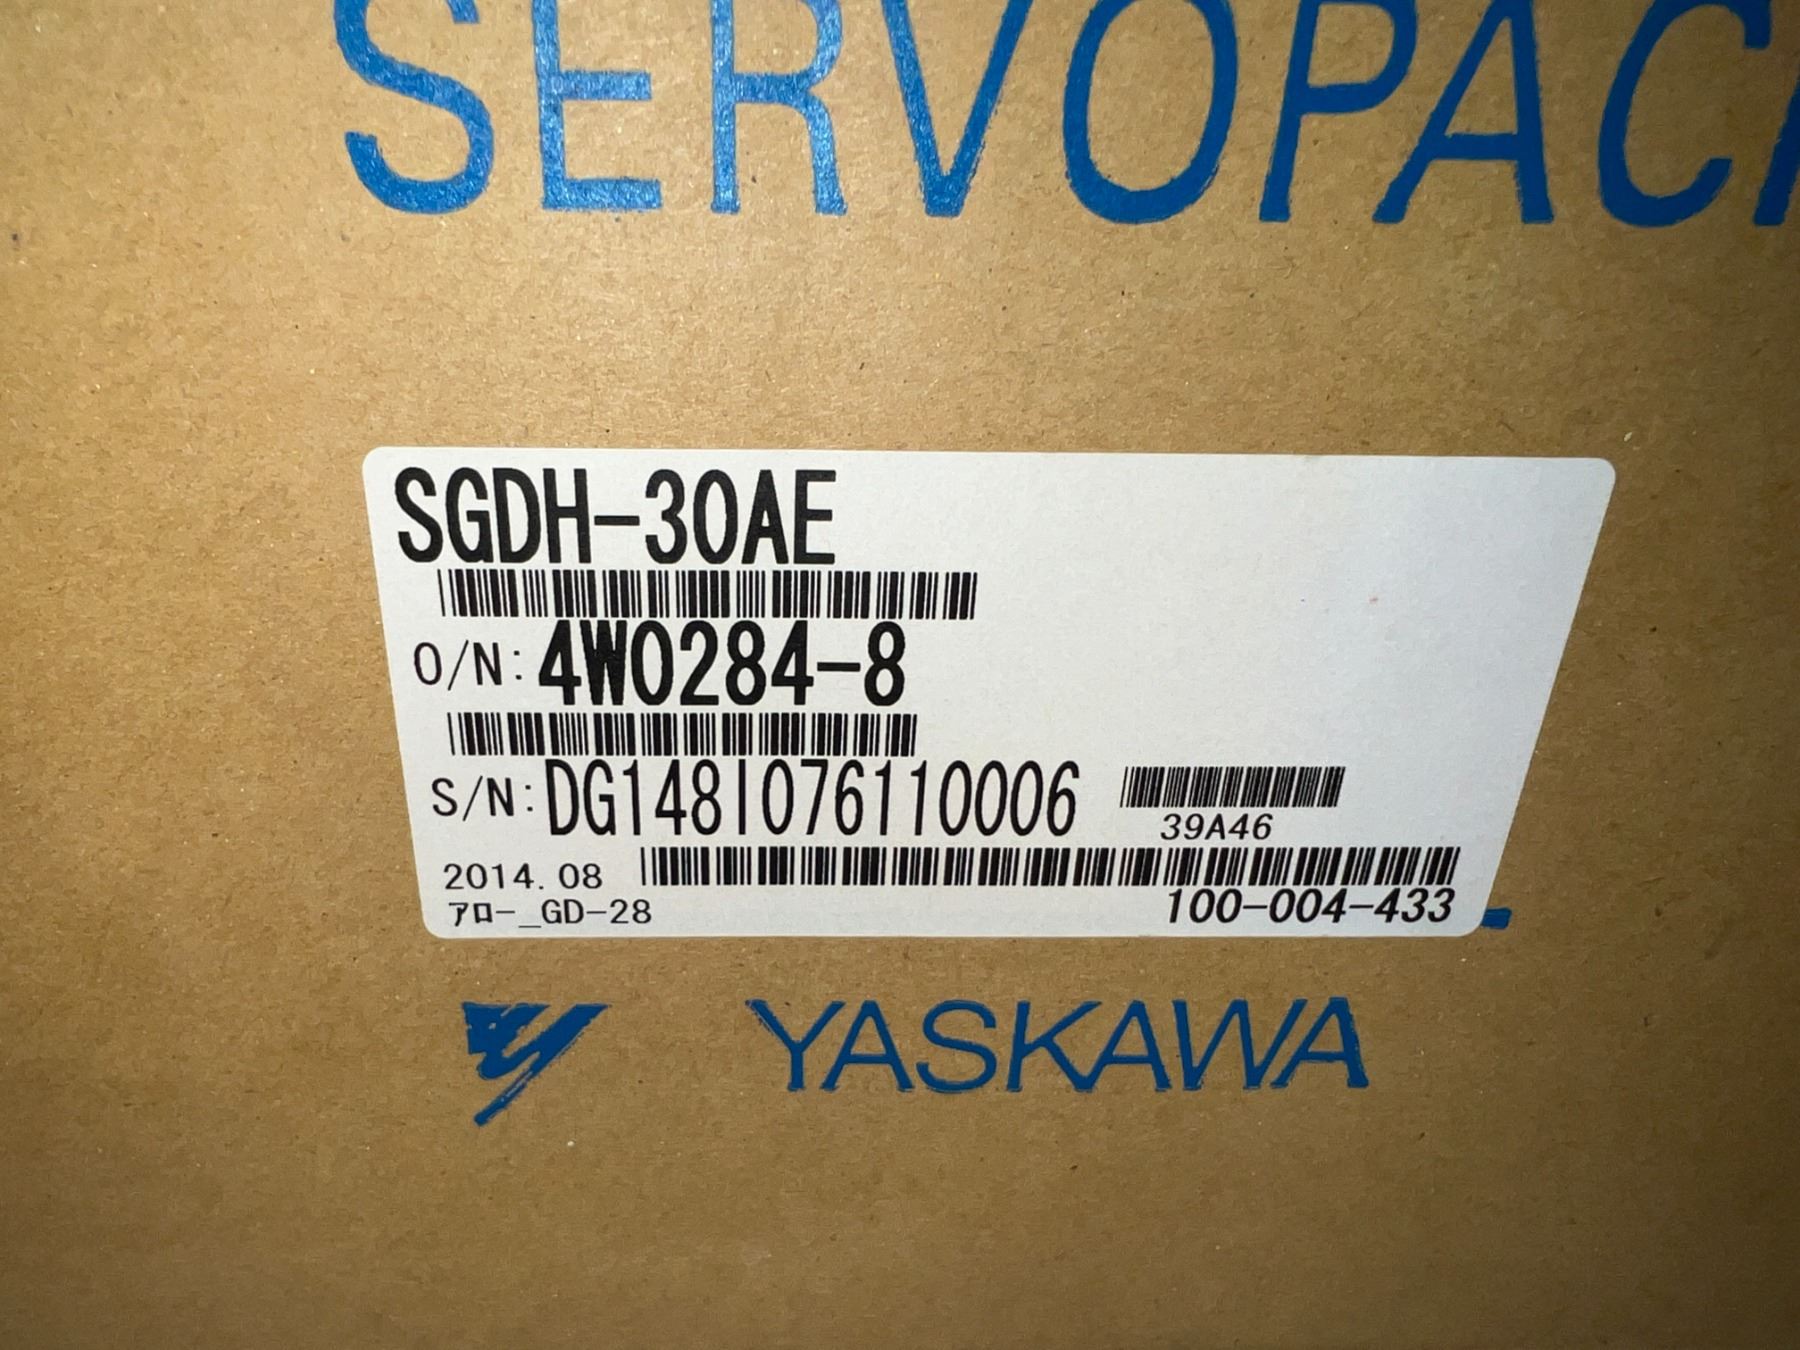 SERVOPACK
SGDH-30AE
O/N: 4W0284-8
S/N: DG148I076110006
39A46
2014.08
100-004-433
アロー_GD-28
YASKAWA